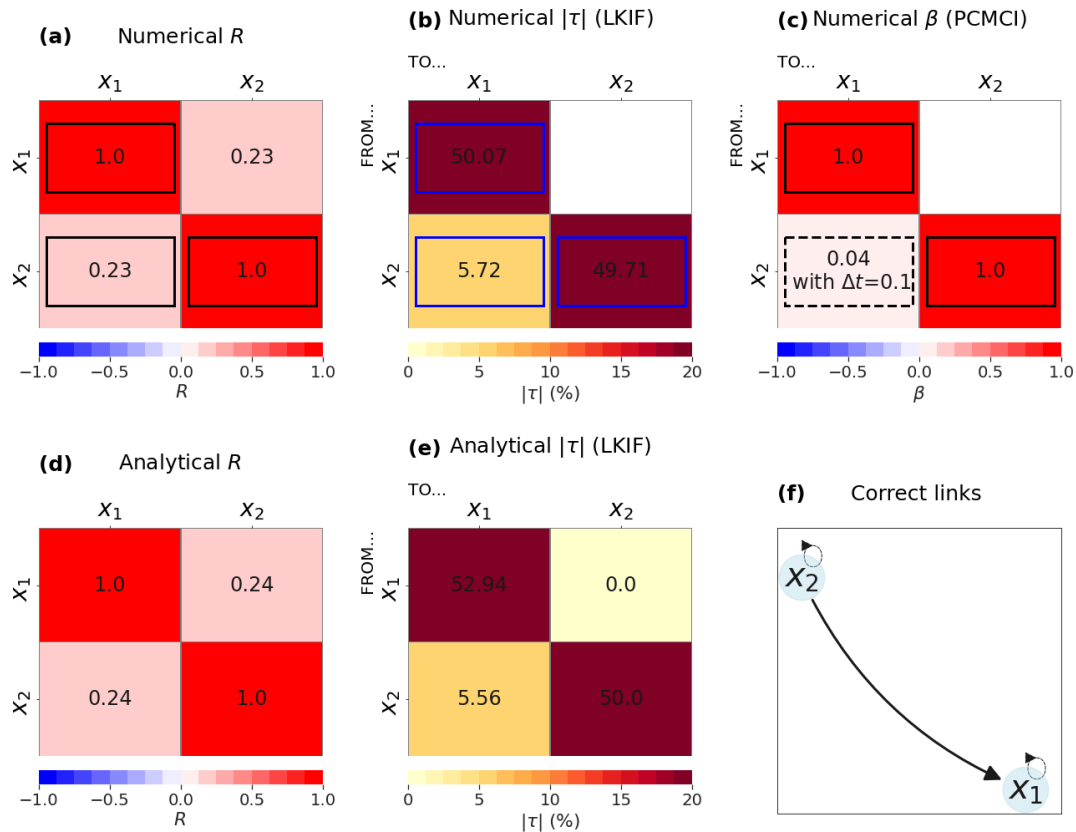 (a) Numerical R
x₁ x₂
x₁ 1.0 0.23
x₂ 0.23 1.0
−1.0 −0.5 0.0 0.5 1.0
R
(b) Numerical |τ| (LKIF)
TO...
x₁ x₂
FROM...
x₁ 50.07
x₂ 5.72 49.71
0 5 10 15 20
|τ| (%)
(c) Numerical β (PCMCI)
TO...
x₁ x₂
FROM...
x₁ 1.0
x₂ 0.04 1.0
with Δt=0.1
−1.0 −0.5 0.0 0.5 1.0
β
(d) Analytical R
x₁ x₂
x₁ 1.0 0.24
x₂ 0.24 1.0
−1.0 −0.5 0.0 0.5 1.0
R
(e) Analytical |τ| (LKIF)
TO...
x₁ x₂
FROM...
x₁ 52.94 0.0
x₂ 5.56 50.0
0 5 10 15 20
|τ| (%)
(f) Correct links
x₂
x₁